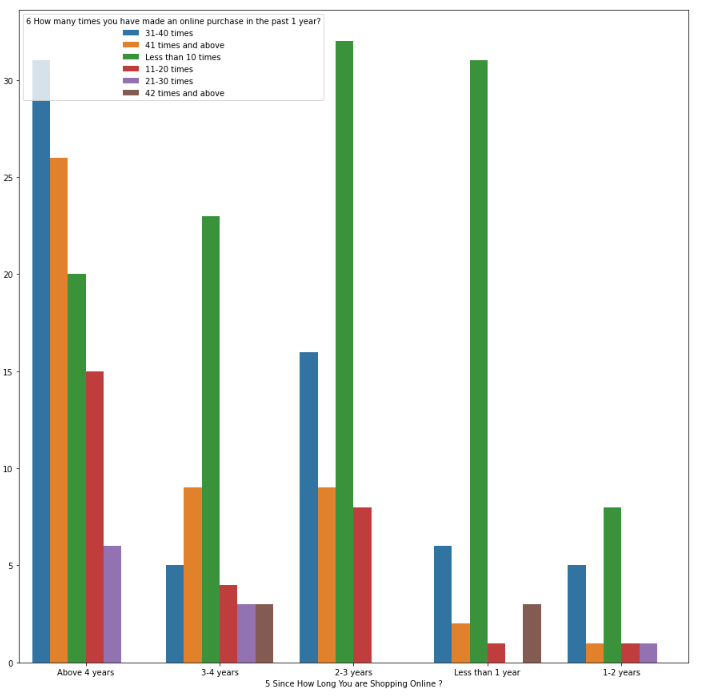 6 How many times you have made an online purchase in the past 1 year?
31-40 times
41 times and above
Less than 10 times
11-20 times
21-30 times
42 times and above
30
25
20
15
10
5
0
Above 4 years
3-4 years
2-3 years
Less than 1 year
1-2 years
5 Since How Long You are Shopping Online ?